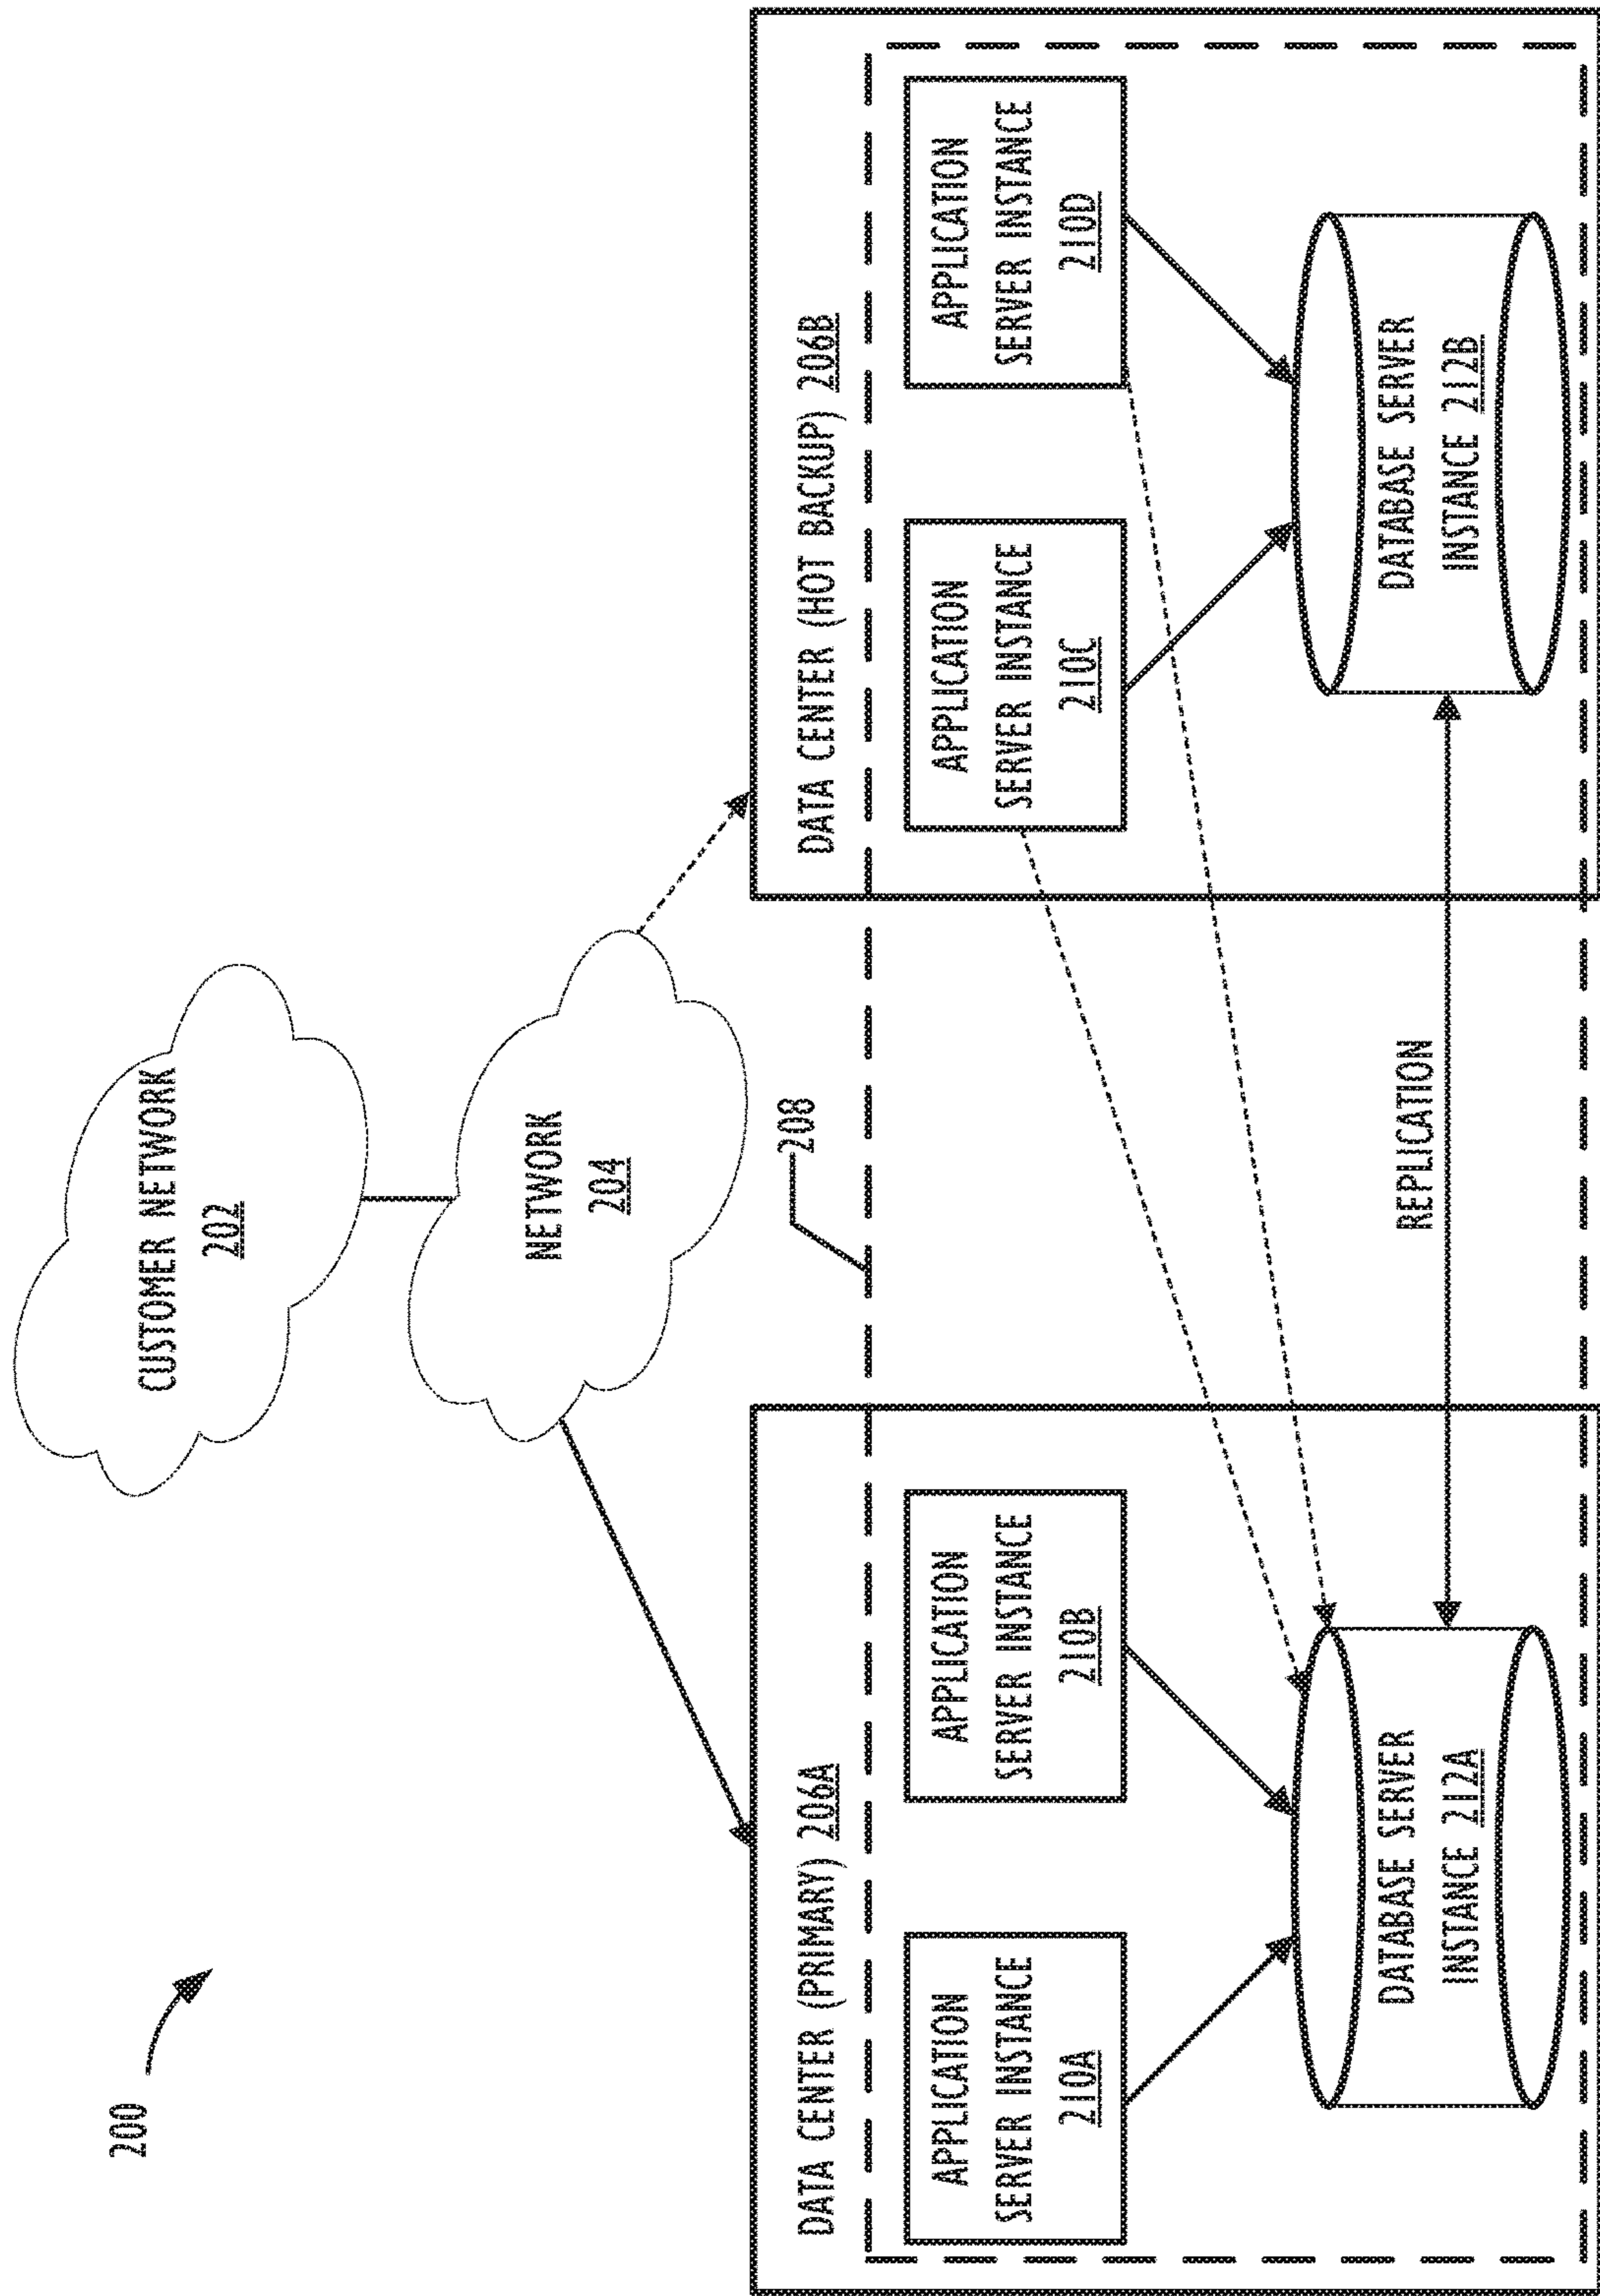 200
CUSTOMER NETWORK
202
NETWORK
204
208
DATA CENTER (PRIMARY) 206A
APPLICATION
SERVER INSTANCE
210A
APPLICATION
SERVER INSTANCE
210B
DATABASE SERVER
INSTANCE 212A
REPLICATION
DATA CENTER (HOT BACKUP) 206B
APPLICATION
SERVER INSTANCE
210C
APPLICATION
SERVER INSTANCE
210D
DATABASE SERVER
INSTANCE 212B